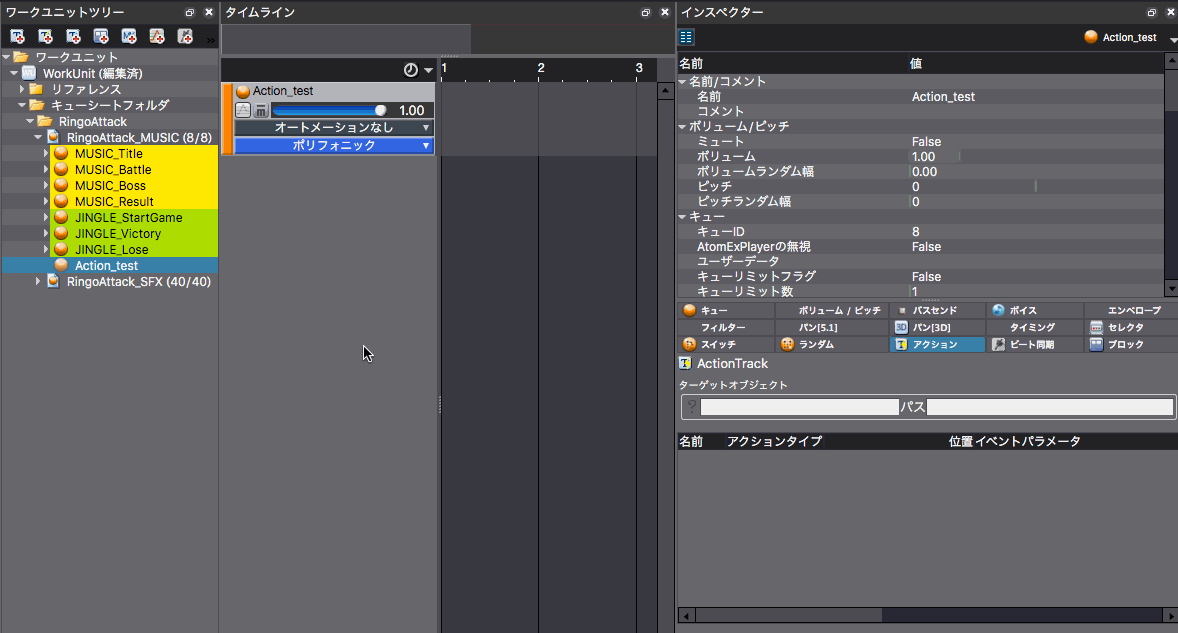 ワークユニットツリー
ワークユニット
WorkUnit (編集済)
リファレンス
キューシートフォルダ
RingoAttack
RingoAttack_MUSIC (8/8)
MUSIC_Title
MUSIC_Battle
MUSIC_Boss
MUSIC_Result
JINGLE_StartGame
JINGLE_Victory
JINGLE_Lose
Action_test
RingoAttack_SFX (40/40)
タイムライン
1 2 3
Action_test
1.00
オートメーションなし
ポリフォニック
インスペクター
Action_test
名前 値
名前/コメント
名前 Action_test
コメント
ボリューム/ピッチ
ミュート False
ボリューム 1.00
ボリュームランダム幅 0.00
ピッチ 0
ピッチランダム幅 0
キュー
キューID 8
AtomExPlayerの無視 False
ユーザーデータ
キューリミットフラグ False
キューリミット数 1
キュー ボリューム / ピッチ バスセンド ボイス エンベロープ
フィルター パン[5.1] 3D パン[3D] タイミング セレクタ
スイッチ ランダム アクション ビート同期 ブロック
ActionTrack
ターゲットオブジェクト
? パス
名前 アクションタイプ 位置 イベントパラメータ